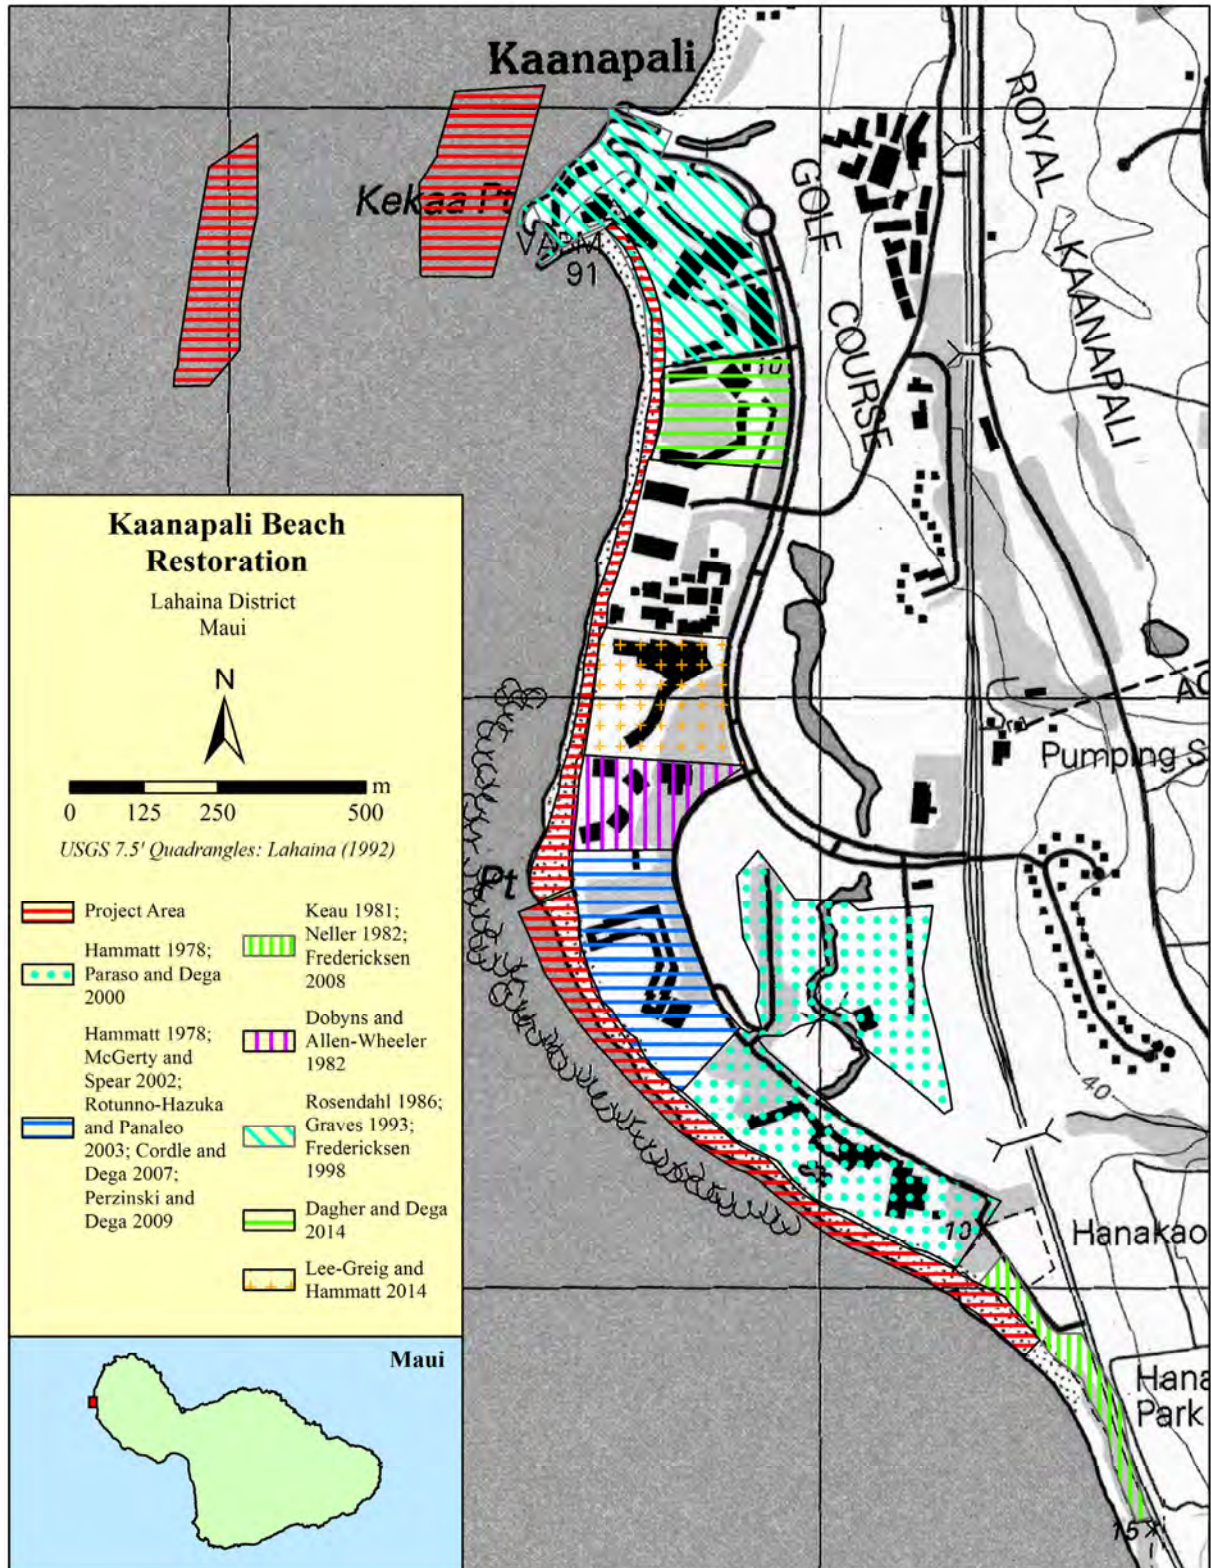 Kaanapali
Kekaa Pt
VABM
91
ROYAL
KAANAPALI
GOLF
COURSE
10
Pumping S
AQ
Pt
40
10
Hanakao
Hana
Park
15
Kaanapali Beach
Restoration
Lahaina District
Maui
N
0 125 250 500 m
USGS 7.5' Quadrangles: Lahaina (1992)
Project Area
Hammatt 1978;
Paraso and Dega
2000
Hammatt 1978;
McGerty and
Spear 2002;
Rotunno-Hazuka
and Panaleo
2003; Cordle and
Dega 2007;
Perzinski and
Dega 2009
Keau 1981;
Neller 1982;
Fredericksen
2008
Dobyns and
Allen-Wheeler
1982
Rosendahl 1986;
Graves 1993;
Fredericksen
1998
Dagher and Dega
2014
Lee-Greig and
Hammatt 2014
Maui